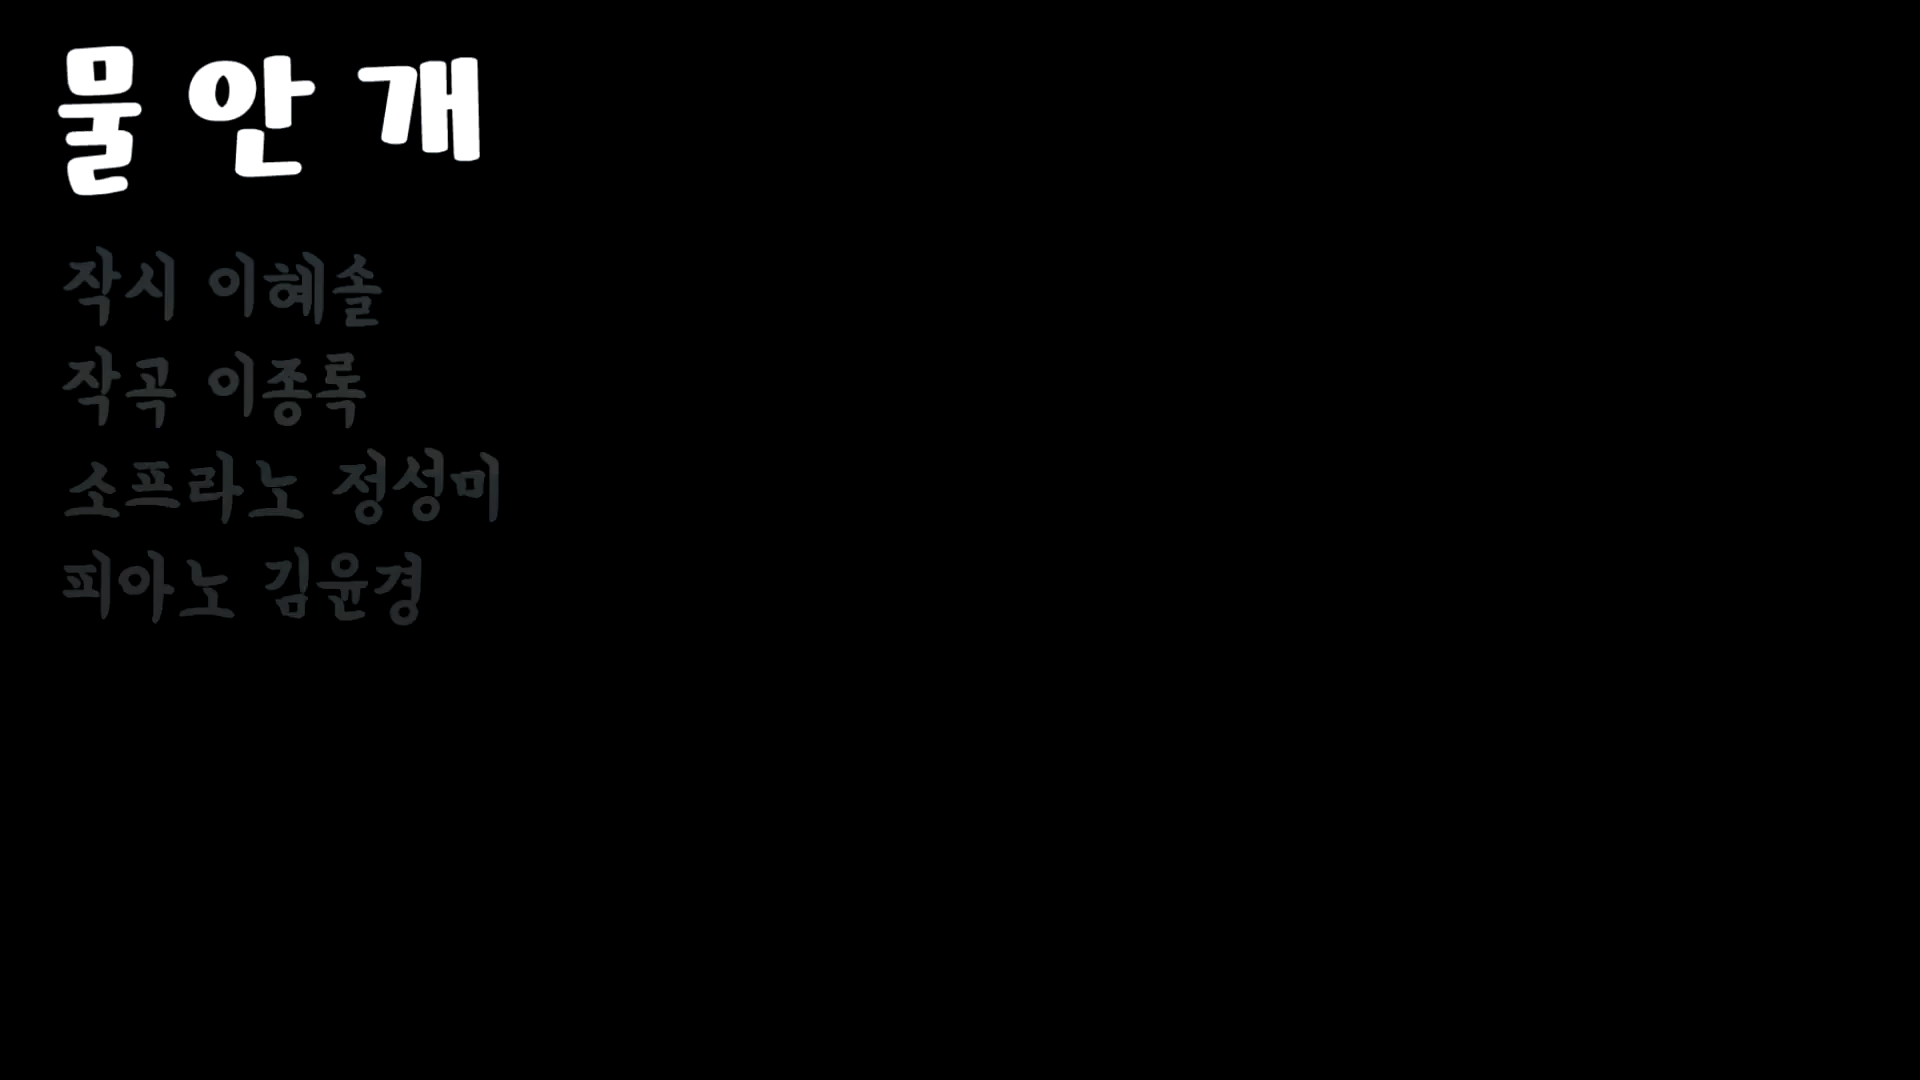 물 안 개
작시 이혜솔
작곡 이종록
소프라노 정성미
피아노 김윤경